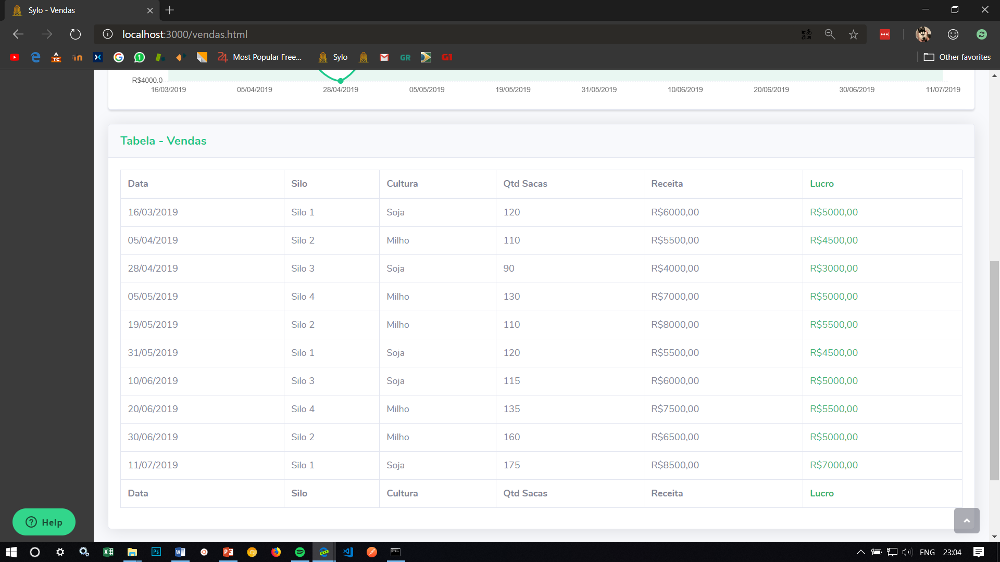 Sylo - Vendas
localhost:3000/vendas.html
Most Popular Free... Sylo GR G1 Other favorites
R$4000.0
16/03/2019 05/04/2019 28/04/2019 05/05/2019 19/05/2019 31/05/2019 10/06/2019 20/06/2019 30/06/2019 11/07/2019
Tabela - Vendas
Data Silo Cultura Qtd Sacas Receita Lucro
16/03/2019 Silo 1 Soja 120 R$6000,00 R$5000,00
05/04/2019 Silo 2 Milho 110 R$5500,00 R$4500,00
28/04/2019 Silo 3 Soja 90 R$4000,00 R$3000,00
05/05/2019 Silo 4 Milho 130 R$7000,00 R$5000,00
19/05/2019 Silo 2 Milho 110 R$8000,00 R$5500,00
31/05/2019 Silo 1 Soja 120 R$5500,00 R$4500,00
10/06/2019 Silo 3 Soja 115 R$6000,00 R$5000,00
20/06/2019 Silo 4 Milho 135 R$7500,00 R$5500,00
30/06/2019 Silo 2 Milho 160 R$6500,00 R$5000,00
11/07/2019 Silo 1 Soja 175 R$8500,00 R$7000,00
Data Silo Cultura Qtd Sacas Receita Lucro
Help
ENG 23:04